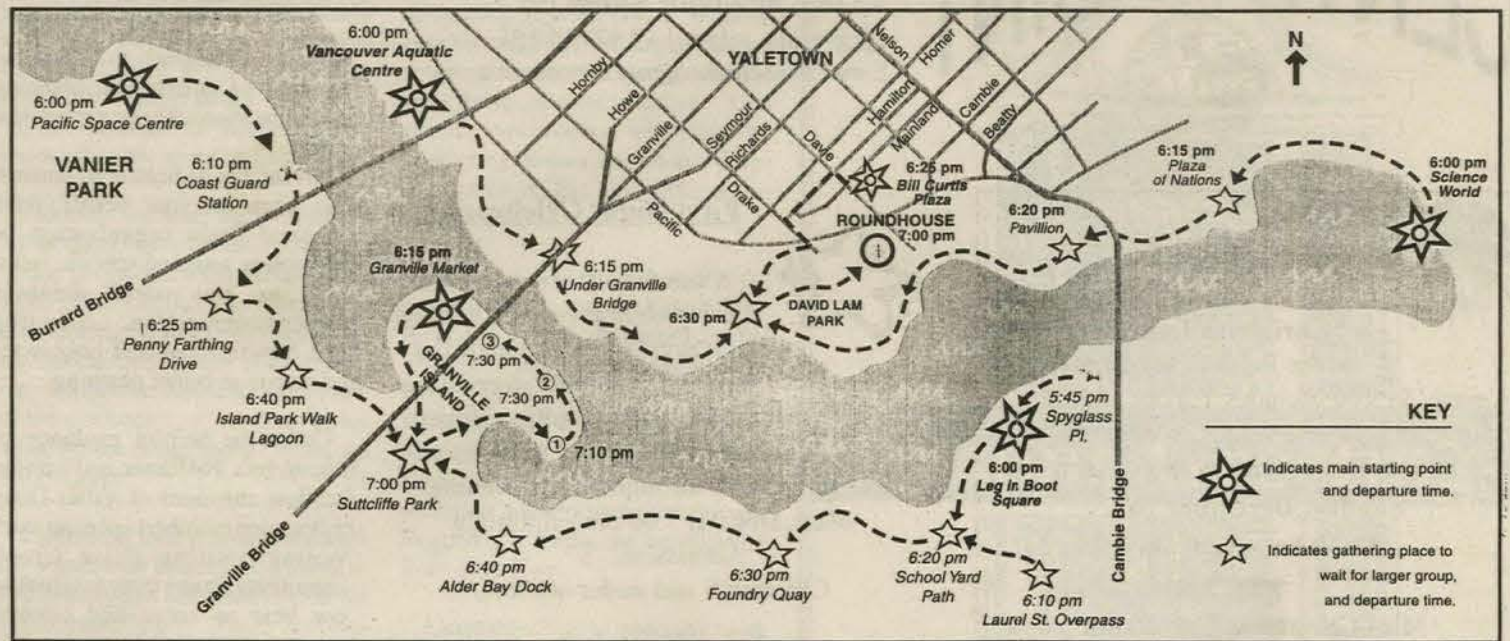 6:00 pm
Pacific Space Centre
VANIER
PARK
6:10 pm
Coast Guard
Station
6:00 pm
Vancouver Aquatic
Centre
Burrard Bridge
6:25 pm
Penny Farthing
Drive
6:40 pm
Island Park Walk
Lagoon
6:15 pm
Granville Market
GRANVILLE
ISLAND
Granville Bridge
7:00 pm
Suttcliffe Park
1
7:10 pm
2
7:30 pm
3
7:30 pm
6:15 pm
Under Granville
Bridge
YALETOWN
Hornby
Howe
Granville
Seymour
Richards
Pacific
Drake
Davie
Hamilton
Mainland
Nelson
Homer
Cambie
Beatty
6:25 pm
Bill Curtis
Plaza
ROUNDHOUSE
7:00 pm
6:30 pm
DAVID LAM
PARK
6:20 pm
Pavillion
6:15 pm
Plaza
of Nations
6:00 pm
Science
World
N
5:45 pm
Spyglass
Pl.
6:00 pm
Leg In Boot
Square
Cambie Bridge
6:40 pm
Alder Bay Dock
6:30 pm
Foundry Quay
6:20 pm
School Yard
Path
6:10 pm
Laurel St. Overpass
KEY
Indicates main starting point
and departure time.
Indicates gathering place to
wait for larger group,
and departure time.